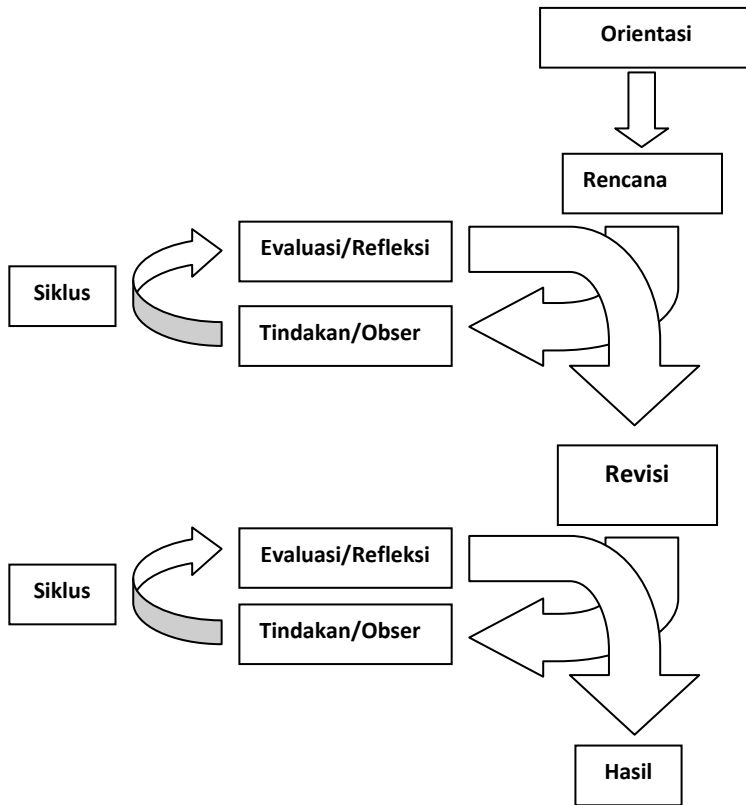 Orientasi
Rencana
Evaluasi/Refleksi
Siklus
Tindakan/Obser
Revisi
Evaluasi/Refleksi
Siklus
Tindakan/Obser
Hasil